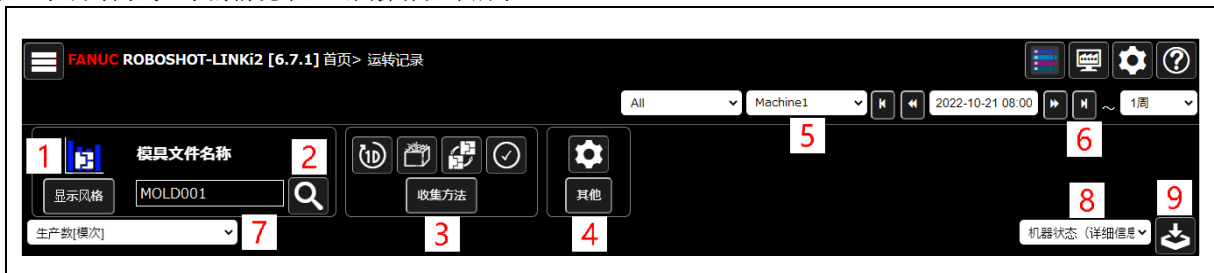 FANUC ROBOSHOT-LINKi2 [6.7.1] 首页> 运转记录
All Machine1 2022-10-21 08:00 ～ 1周
5 6
1 模具文件名称 2 1D
显示风格 MOLD001 收集方法 其他 8 9
生产数[模次] 7 3 4 机器状态（详细信息